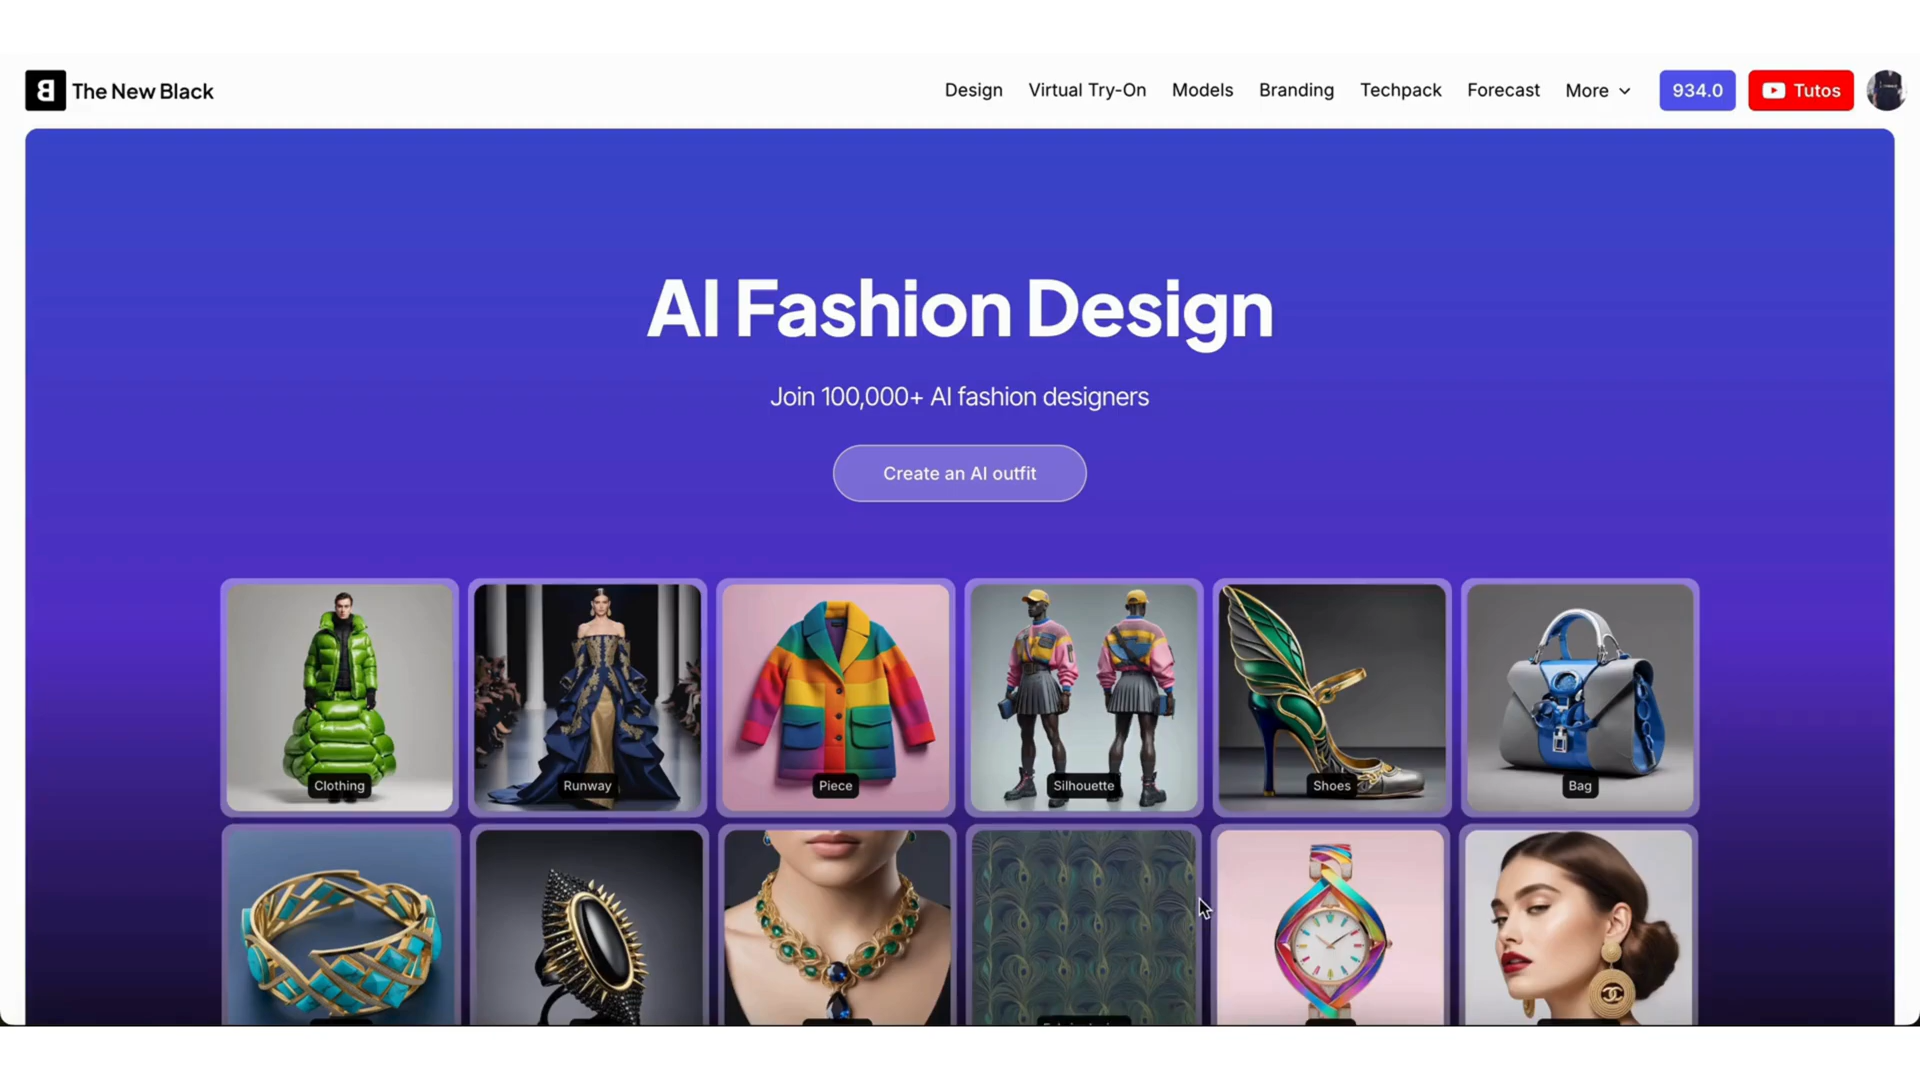 B The New Black
Design Virtual Try-On Models Branding Techpack Forecast More 934.0 Tutos
AI Fashion Design
Join 100,000+ AI fashion designers
Create an AI outfit
Clothing Runway Piece Silhouette Shoes Bag